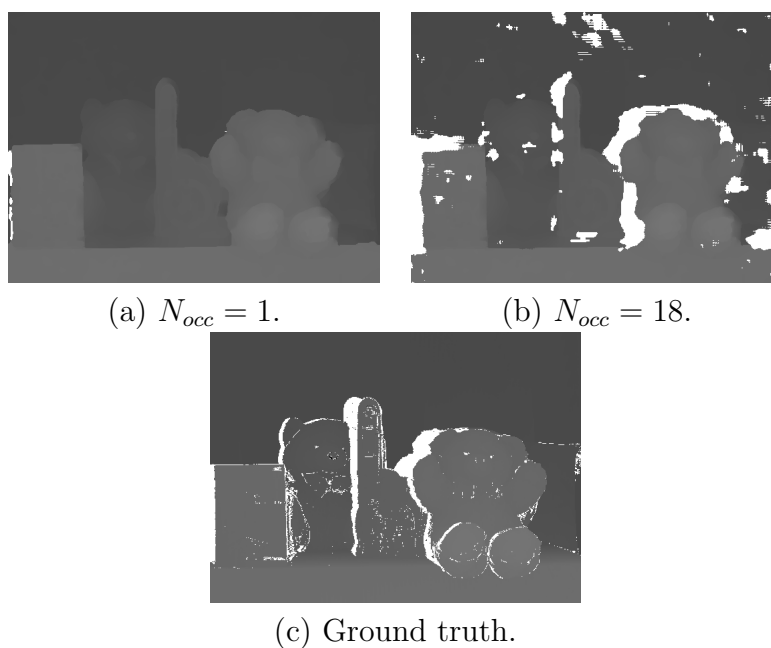 (a) N_{occ} = 1.
(b) N_{occ} = 18.
(c) Ground truth.